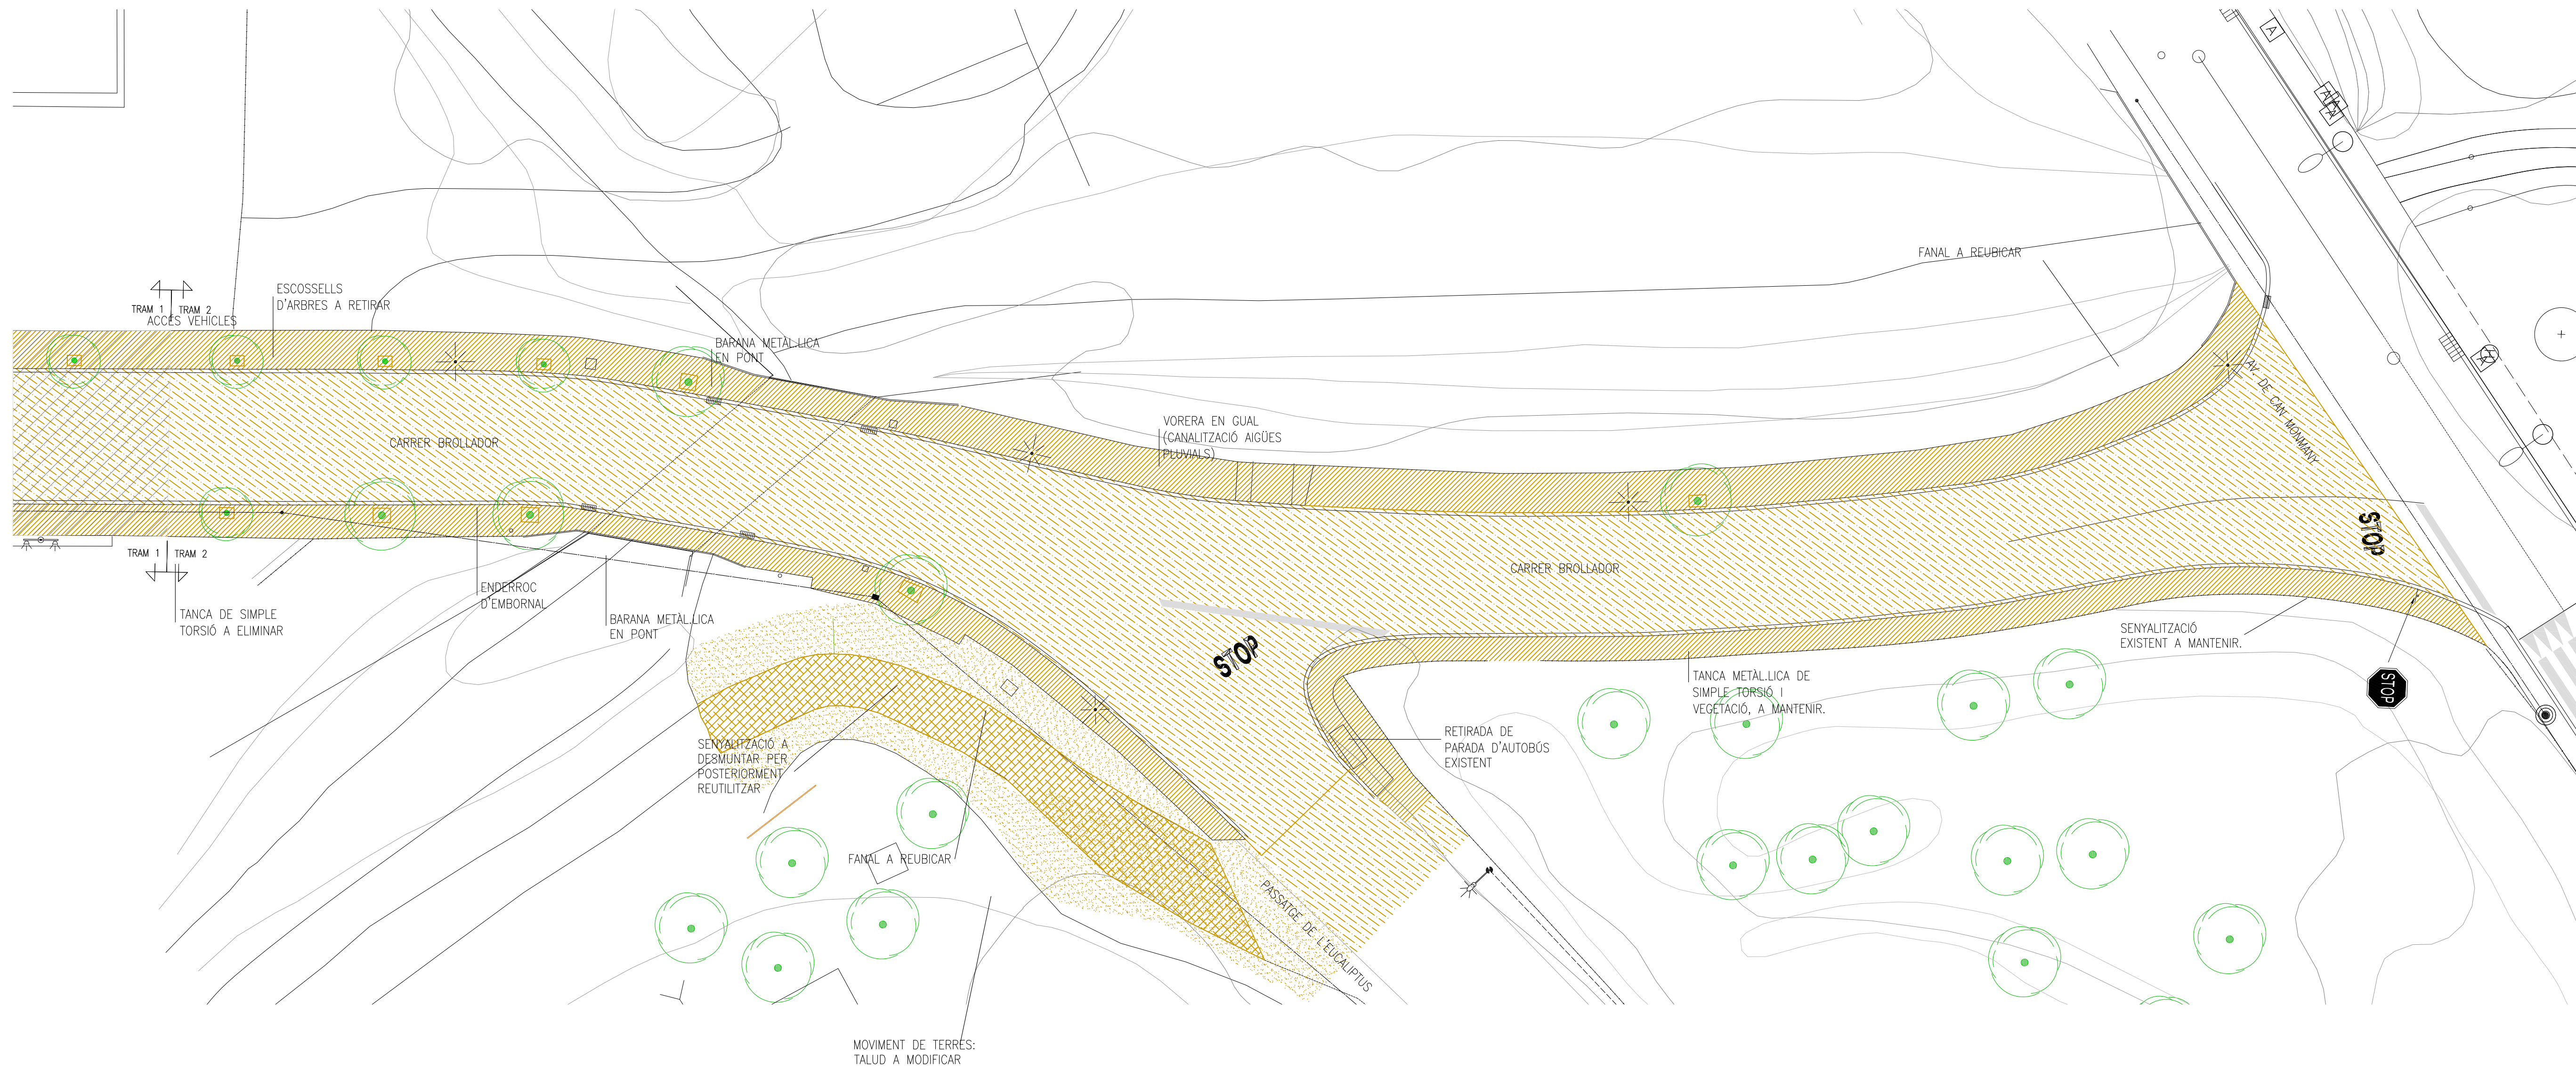 A
A
A
A
FANAL A REUBICAR
ESCOSSELLS
D'ARBRES A RETIRAR
TRAM 1
TRAM 2
ACCÉS VEHICLES
BARANA METÀL.LICA
EN PONT
AV. DE CAN MONMANY
A
VORERA EN GUAL
(CANALITZACIÓ AIGÜES
PLUVIALS)
CARRER BROLLADOR
STOP
TRAM 1
TRAM 2
CARRER BROLLADOR
ENDERROC
D'EMBORNAL
TANCA DE SIMPLE
TORSIÓ A ELIMINAR
BARANA METÀL.LICA
EN PONT
STOP
SENYALITZACIÓ
EXISTENT A MANTENIR.
STOP
TANCA METÀL.LICA DE
SIMPLE TORSIÓ I
VEGETACIÓ, A MANTENIR.
RETIRADA DE
PARADA D'AUTOBÚS
EXISTENT
SENYALITZACIÓ A
DESMUNTAR PER
POSTERIORMENT
REUTILITZAR
FANAL A REUBICAR
PASSATGE DE L'EUCALIPTUS
MOVIMENT DE TERRES:
TALUD A MODIFICAR